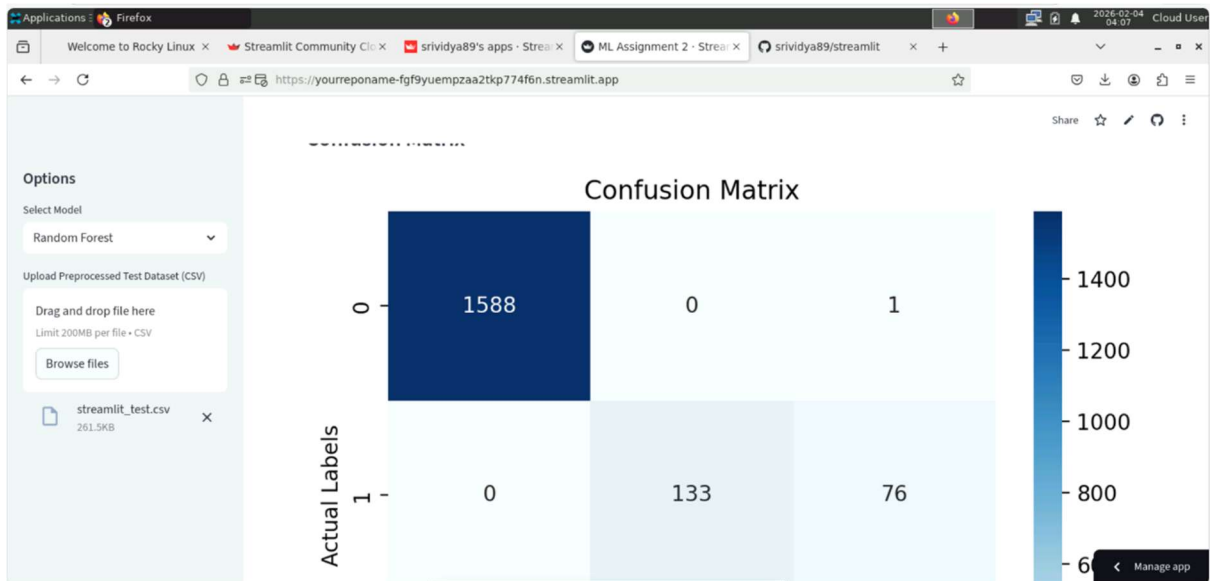 Applications
Firefox
2026-02-04
04:07
Cloud User
Welcome to Rocky Linux
Streamlit Community Clo
srividya89's apps · Strea
ML Assignment 2 · Strea
srividya89/streamlit
https://yourreponame-fgf9yuempzaa2tkp774f6n.streamlit.app
Share
Confusion Matrix
Options
Select Model
Random Forest
Upload Preprocessed Test Dataset (CSV)
Drag and drop file here
Limit 200MB per file • CSV
Browse files
streamlit_test.csv
261.5KB
Confusion Matrix
0
1588 0 1
Actual Labels
1
0 133 76
1400
1200
1000
800
Manage app